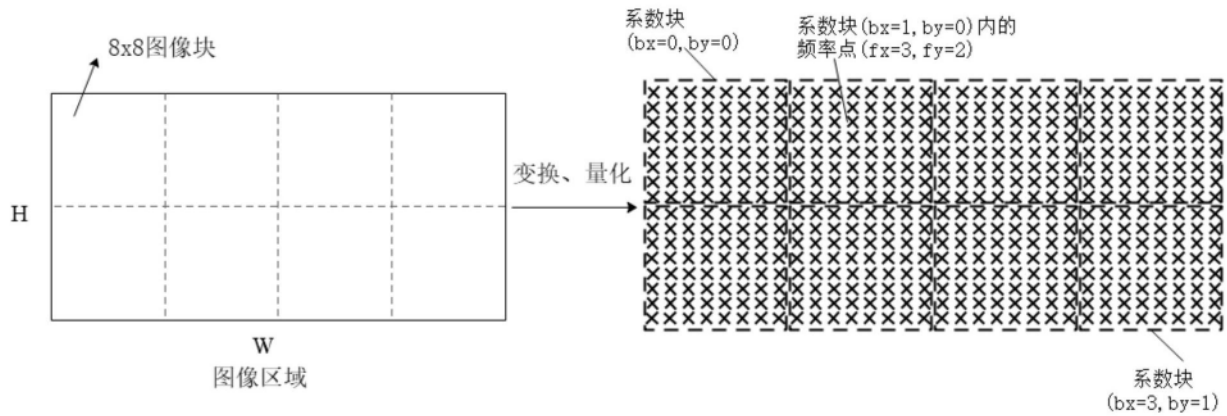 8x8图像块
H
W
图像区域
变换、量化
系数块
(bx=0,by=0)
系数块(bx=1,by=0)内的
频率点(fx=3,fy=2)
系数块
(bx=3,by=1)